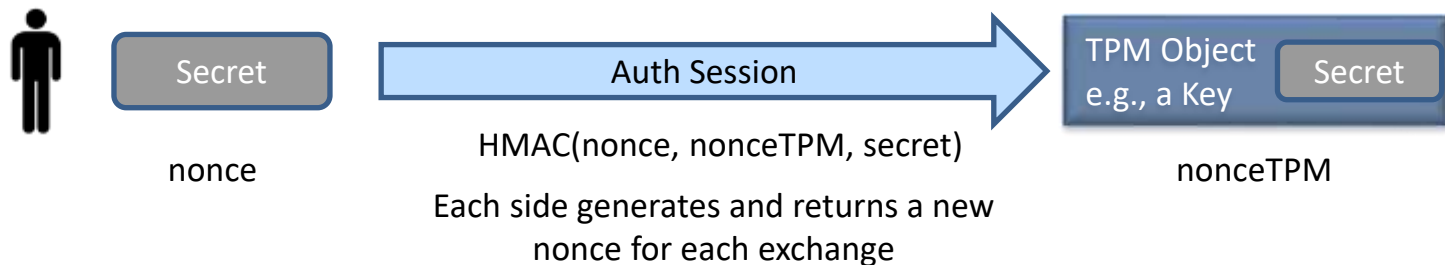 Secret
Auth Session
TPM Object
e.g., a Key
Secret
nonce
HMAC(nonce, nonceTPM, secret)
nonceTPM
Each side generates and returns a new
nonce for each exchange